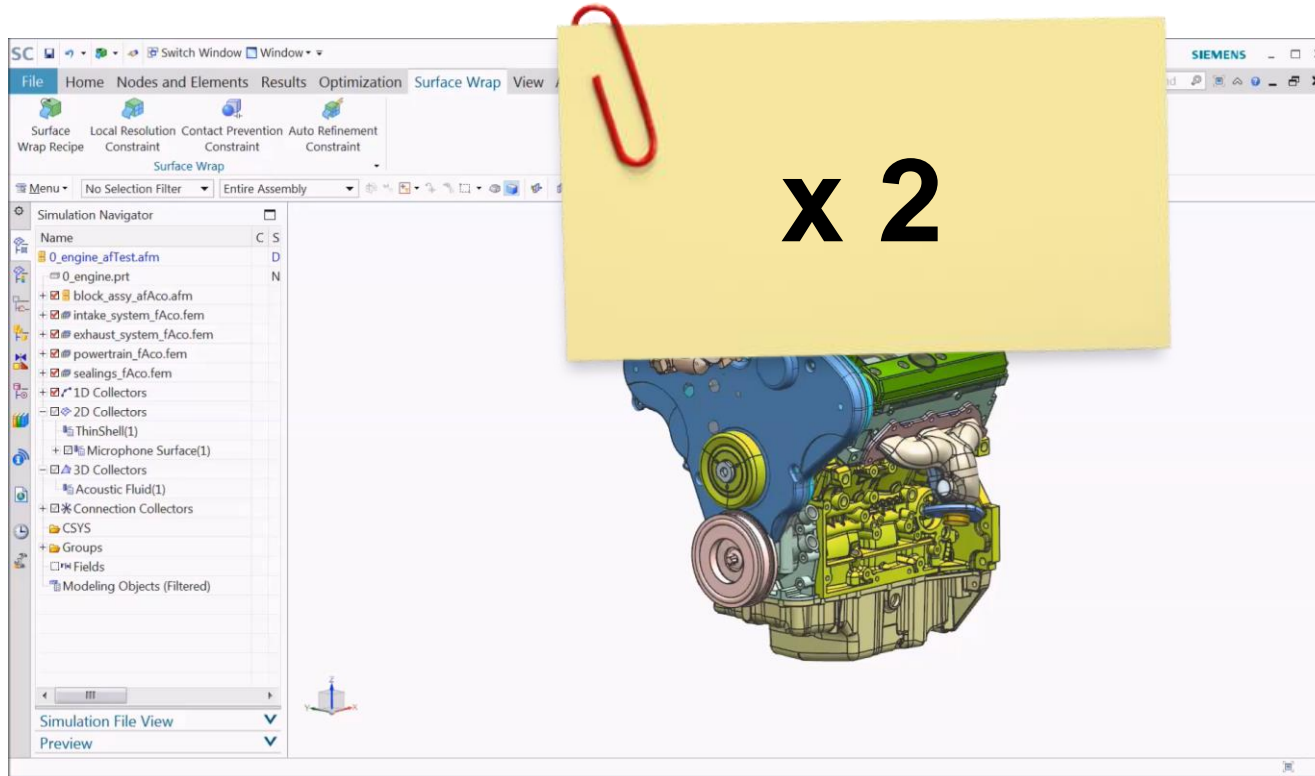 SC Switch Window Window SIEMENS
File Home Nodes and Elements Results Optimization Surface Wrap View
Surface Wrap Recipe
Local Resolution Constraint
Contact Prevention Constraint
Auto Refinement Constraint
Surface Wrap
Menu No Selection Filter Entire Assembly
x 2
Simulation Navigator
Name C S
0_engine_afTest.afm D
0_engine.prt N
block_assy_afAco.afm
intake_system_fAco.fem
exhaust_system_fAco.fem
powertrain_fAco.fem
sealings_fAco.fem
1D Collectors
2D Collectors
ThinShell(1)
Microphone Surface(1)
3D Collectors
Acoustic Fluid(1)
Connection Collectors
CSYS
Groups
Fields
Modeling Objects (Filtered)
Z
Y X
Simulation File View
Preview